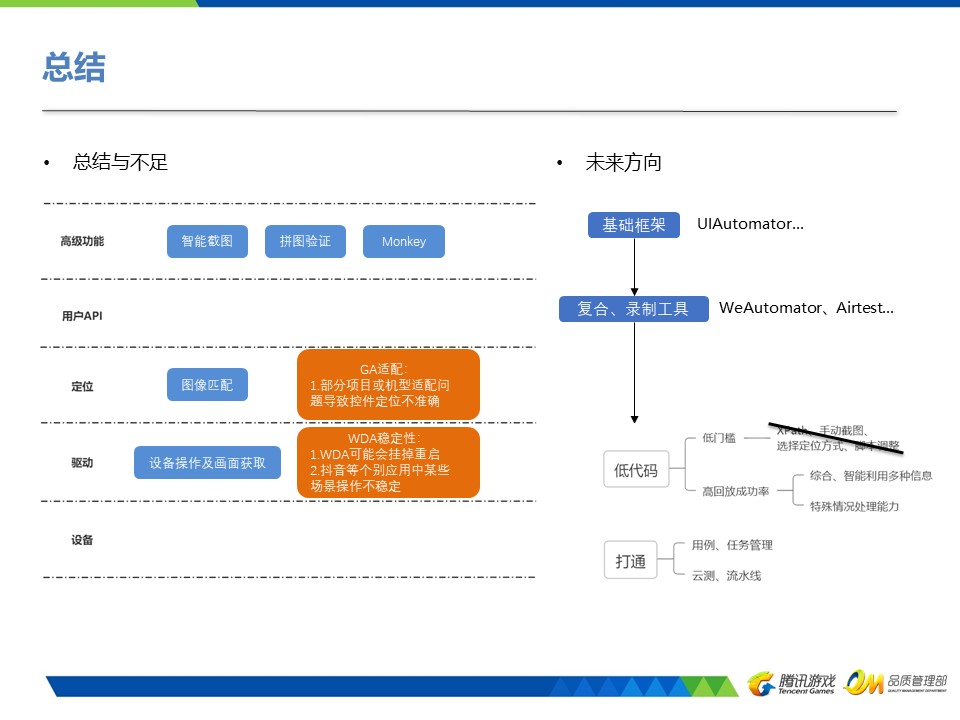 总结
• 总结与不足
高级功能
智能截图
拼图验证
Monkey
用户API
定位
图像匹配
GA适配：
1.部分项目或机型适配问
题导致控件定位不准确
驱动
设备操作及画面获取
WDA稳定性：
1.WDA可能会挂掉重启
2.抖音等个别应用中某些
场景操作不稳定
设备
• 未来方向
基础框架
UIAutomator...
复合、录制工具
WeAutomator、Airtest...
低代码
低门槛
XPath、手动截图、
选择定位方式、脚本调整
高回放成功率
综合、智能利用多种信息
特殊情况处理能力
打通
用例、任务管理
云测、流水线
腾讯游戏
Tencent Games
QM
品质管理部
QUALITY MANAGEMENT DEPARTMENT